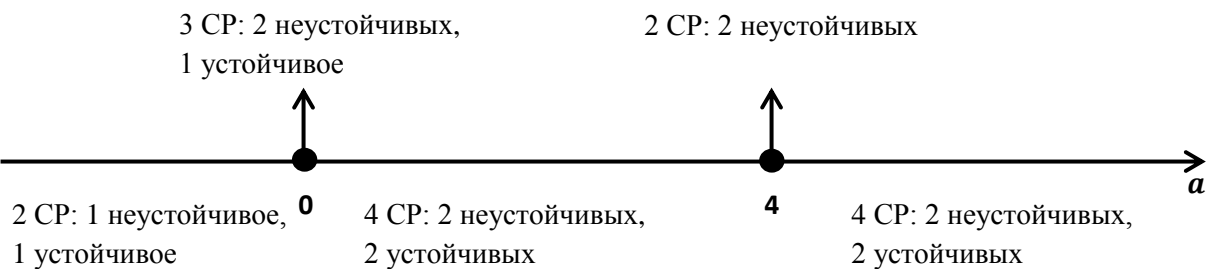 3 СР: 2 неустойчивых,
1 устойчивое
2 СР: 2 неустойчивых
0
4
a
2 СР: 1 неустойчивое,
1 устойчивое
4 СР: 2 неустойчивых,
2 устойчивых
4 СР: 2 неустойчивых,
2 устойчивых